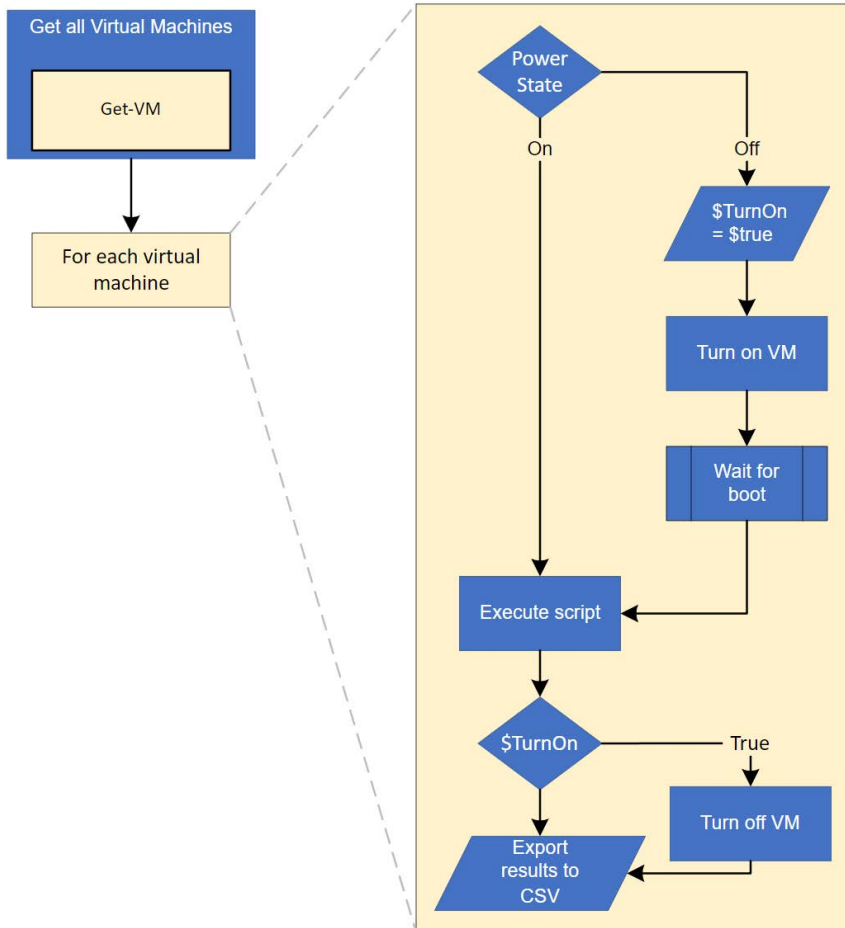 Get all Virtual Machines
Get-VM
For each virtual
machine
Power
State
On
Off
$TurnOn
= $true
Turn on VM
Wait for
boot
Execute script
$TurnOn
True
Turn off VM
Export
results to
CSV